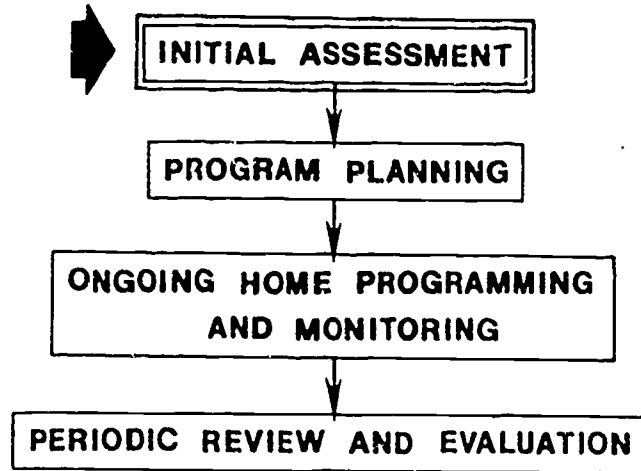 INITIAL ASSESSMENT
PROGRAM PLANNING
ONGOING HOME PROGRAMMING
AND MONITORING
PERIODIC REVIEW AND EVALUATION